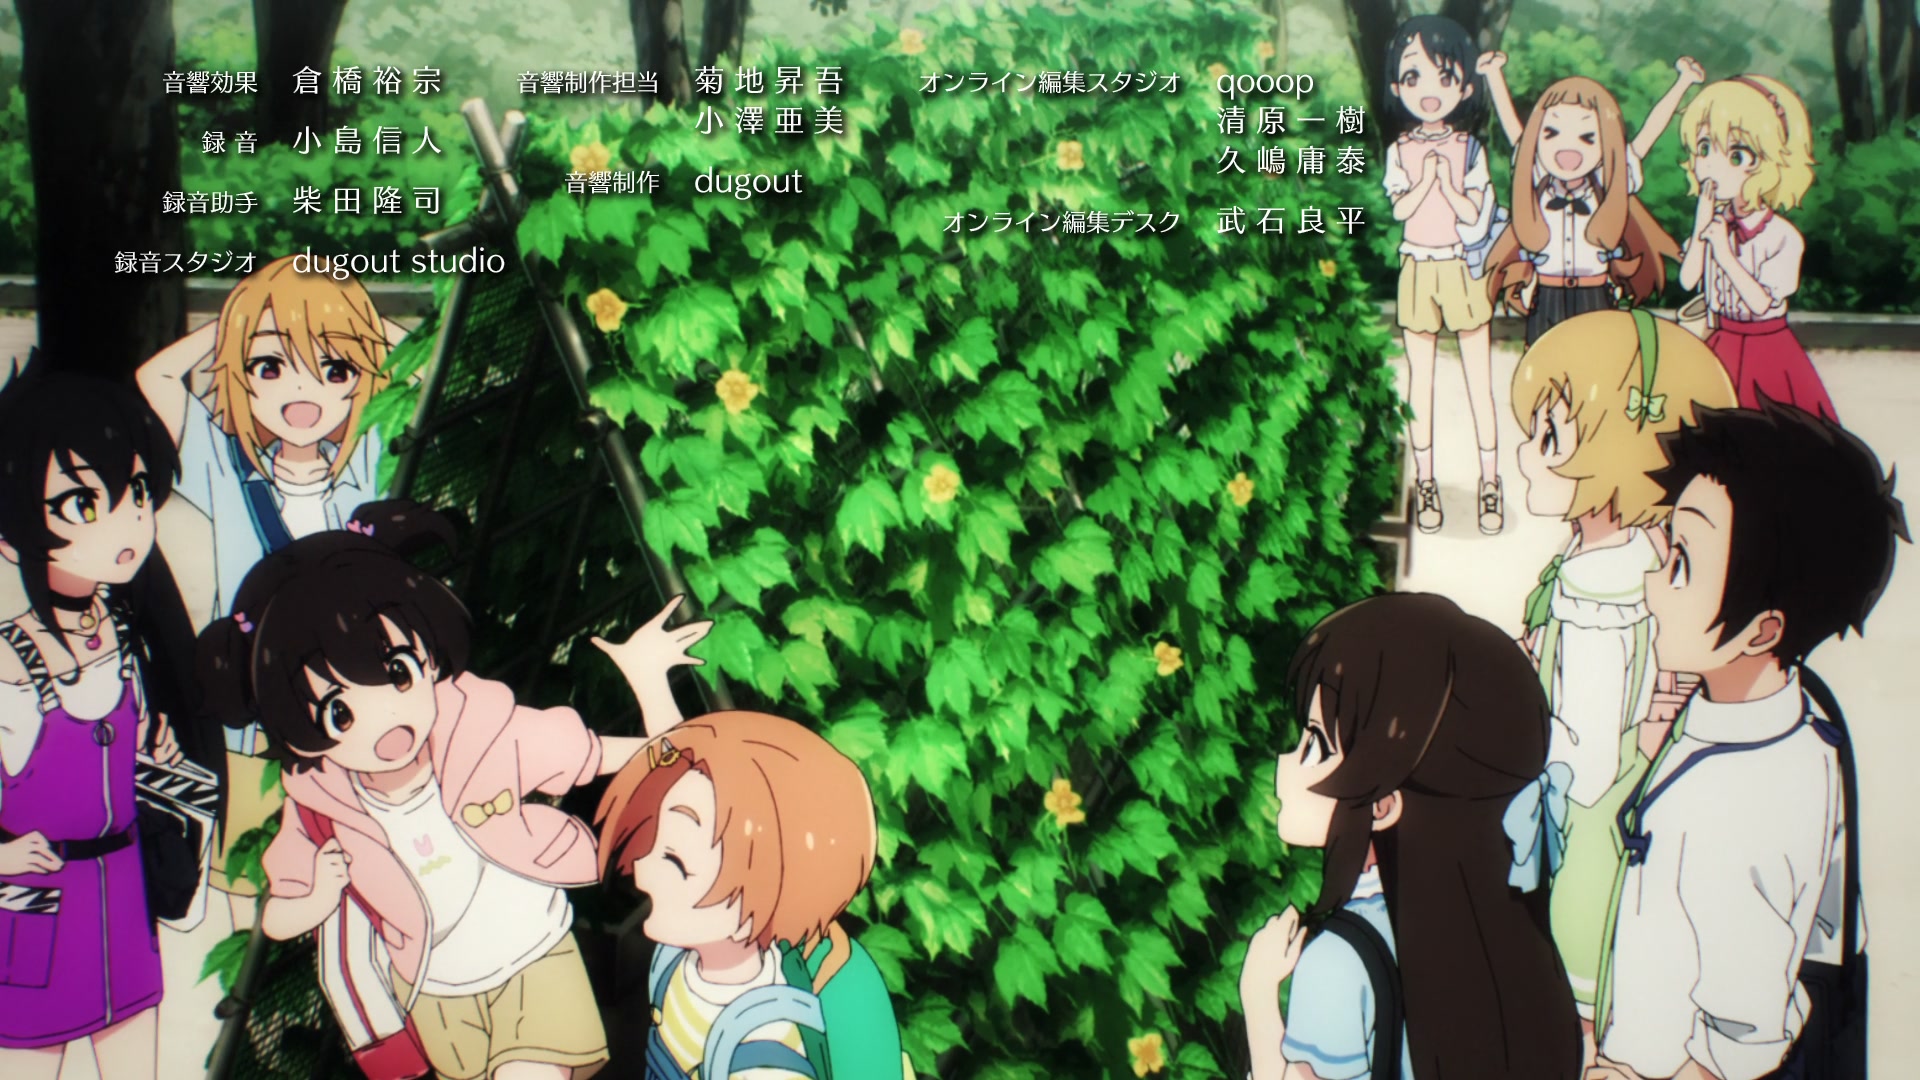 音響効果 倉橋裕宗
録音 小島信人
録音助手 柴田隆司
録音スタジオ dugout studio
音響制作担当 菊地昇吾
小澤亜美
音響制作 dugout
オンライン編集スタジオ qooop
清原一樹
久嶋庸泰
オンライン編集デスク 武石良平